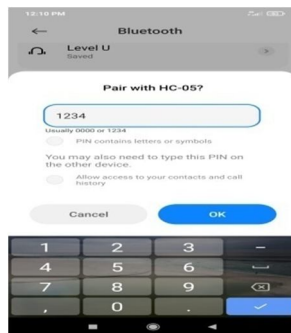 12:10 PM
Bluetooth
Level U
Saved
Pair with HC-05?
1234
Usually 0000 or 1234
PIN contains letters or symbols
You may also need to type this PIN on
the other device.
Allow access to your contacts and call
history
Cancel
OK
1 2 3 -
4 5 6
7 8 9
, 0 .